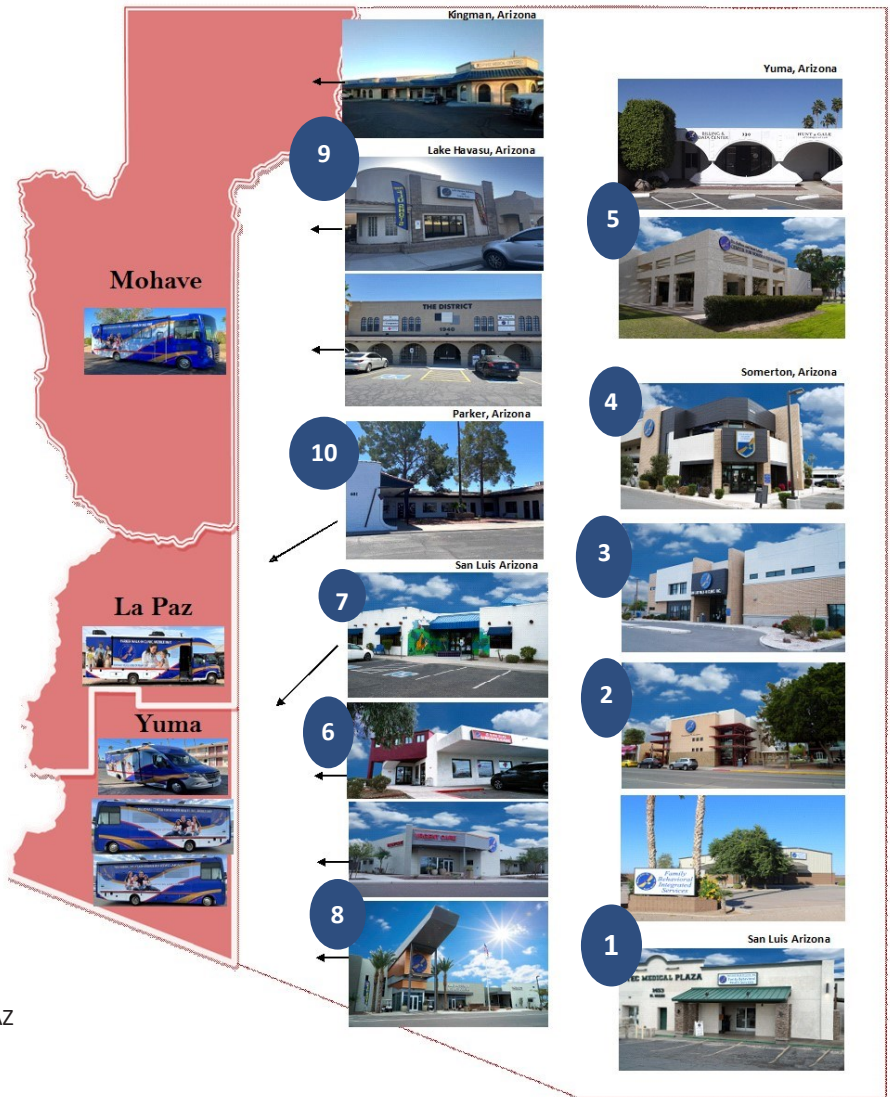 Kingman, Arizona
Yuma, Arizona
9
Lake Havasu, Arizona
5
Mohave
THE DISTRICT
1940
Somerton, Arizona
4
Parker, Arizona
10
3
San Luis Arizona
7
La Paz
2
Yuma
6
URGENT CARE
Family
Behavioral
Integrated
Services
8
1
San Luis Arizona
TEC MEDICAL PLAZA
AZ